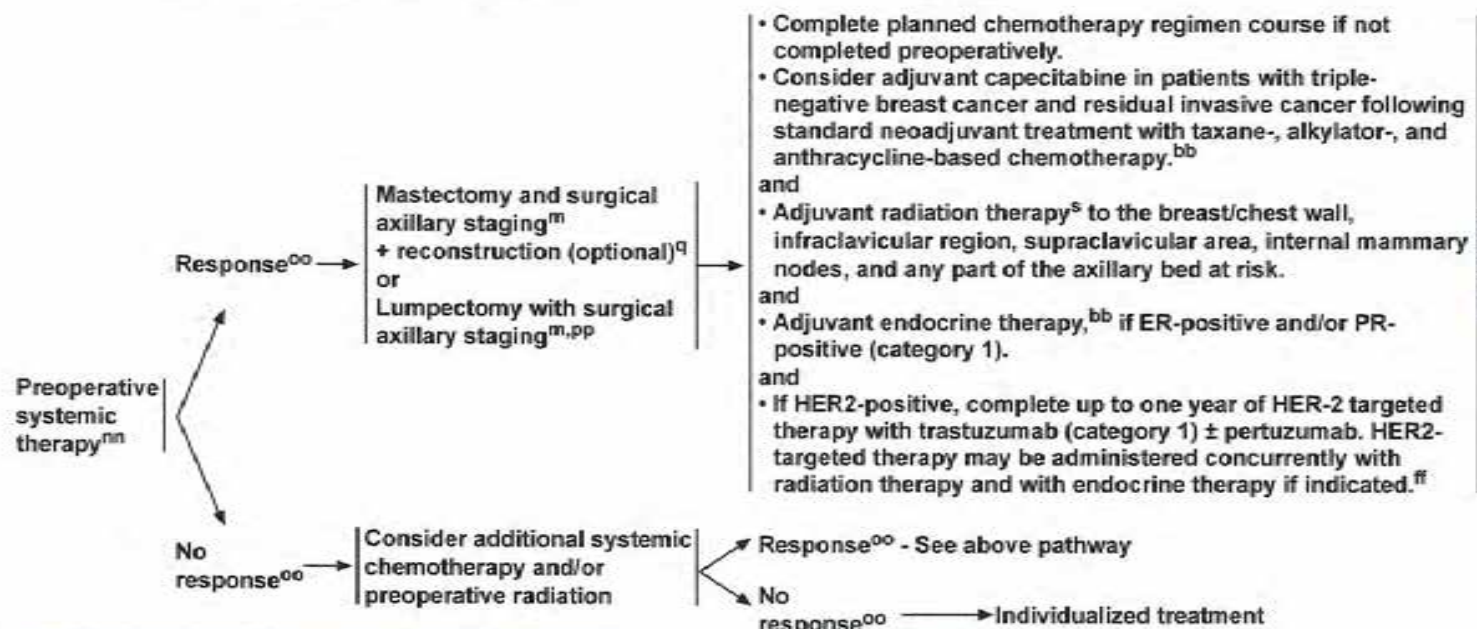 • Complete planned chemotherapy regimen course if not
completed preoperatively.
• Consider adjuvant capecitabine in patients with triple-
negative breast cancer and residual invasive cancer following
standard neoadjuvant treatment with taxane-, alkylator-, and
anthracycline-based chemotherapy.bb
and
• Adjuvant radiation therapys to the breast/chest wall,
infraclavicular region, supraclavicular area, internal mammary
nodes, and any part of the axillary bed at risk.
and
• Adjuvant endocrine therapy,bb if ER-positive and/or PR-
positive (category 1).
and
• If HER2-positive, complete up to one year of HER-2 targeted
therapy with trastuzumab (category 1) ± pertuzumab. HER2-
targeted therapy may be administered concurrently with
radiation therapy and with endocrine therapy if indicated.ff
Mastectomy and surgical
axillary stagingm
+ reconstruction (optional)q
or
Lumpectomy with surgical
axillary stagingm,pp
Responseoo
Preoperative
systemic
therapynn
No
responseoo
Consider additional systemic
chemotherapy and/or
preoperative radiation
Responseoo - See above pathway
No
responseoo
Individualized treatment